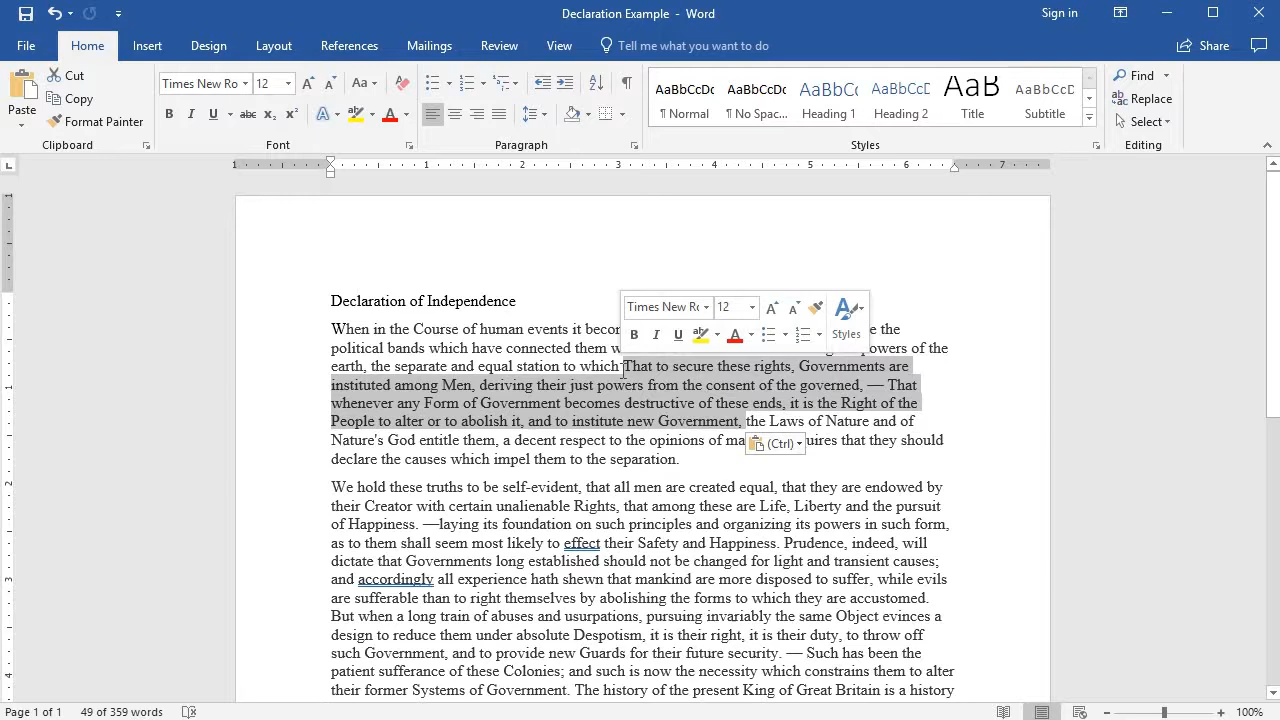 Declaration Example - Word
Sign in
File Home Insert Design Layout References Mailings Review View Tell me what you want to do Share
Paste
Cut
Copy
Format Painter
Clipboard
Times New Ro 12 Aa
B I U abc x₂ x² A A
Font
Paragraph
AaBbCcDc AaBbCcDc AaBbCc AaBbCcD AaB AaBbCcD
¶ Normal ¶ No Spac... Heading 1 Heading 2 Title Subtitle
Styles
Find
Replace
Select
Editing
1 1 2 3 4 5 6 7
Declaration of Independence
Times New Ro 12
B I U A
Styles
When in the Course of human events it the
political bands which have connected them powers of the
earth, the separate and equal station to which That to secure these rights, Governments are
instituted among Men, deriving their just powers from the consent of the governed, — That
whenever any Form of Government becomes destructive of these ends, it is the Right of the
People to alter or to abolish it, and to institute new Government, the Laws of Nature and of
Nature's God entitle them, a decent respect to the opinions of that they should
(Ctrl)
declare the causes which impel them to the separation.
We hold these truths to be self-evident, that all men are created equal, that they are endowed by
their Creator with certain unalienable Rights, that among these are Life, Liberty and the pursuit
of Happiness. —laying its foundation on such principles and organizing its powers in such form,
as to them shall seem most likely to effect their Safety and Happiness. Prudence, indeed, will
dictate that Governments long established should not be changed for light and transient causes;
and accordingly all experience hath shewn that mankind are more disposed to suffer, while evils
are sufferable than to right themselves by abolishing the forms to which they are accustomed.
But when a long train of abuses and usurpations, pursuing invariably the same Object evinces a
design to reduce them under absolute Despotism, it is their right, it is their duty, to throw off
such Government, and to provide new Guards for their future security. — Such has been the
patient sufferance of these Colonies; and such is now the necessity which constrains them to alter
their former Systems of Government. The history of the present King of Great Britain is a history
Page 1 of 1 49 of 359 words 100%